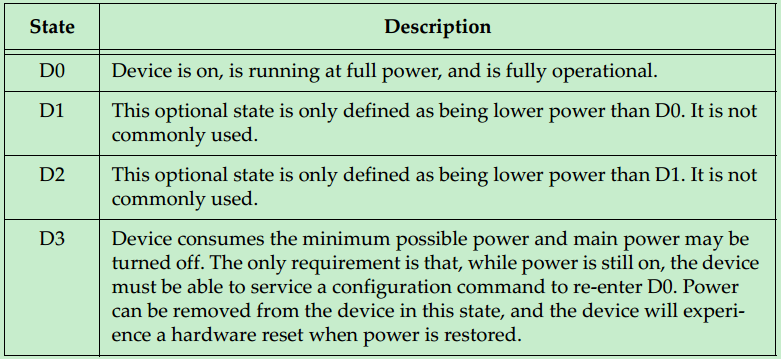 State Description
D0 Device is on, is running at full power, and is fully operational.
D1 This optional state is only defined as being lower power than D0. It is not
commonly used.
D2 This optional state is only defined as being lower power than D1. It is not
commonly used.
D3 Device consumes the minimum possible power and main power may be
turned off. The only requirement is that, while power is still on, the device
must be able to service a configuration command to re-enter D0. Power
can be removed from the device in this state, and the device will experi-
ence a hardware reset when power is restored.